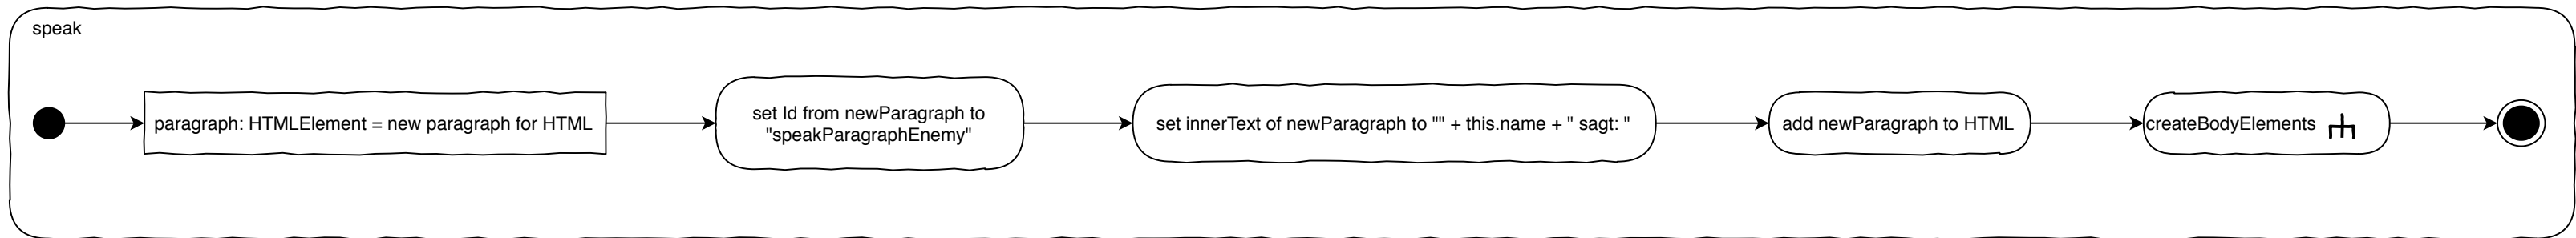 speak
paragraph: HTMLElement = new paragraph for HTML
set Id from newParagraph to
"speakParagraphEnemy"
set innerText of newParagraph to "" + this.name + " sagt: "
add newParagraph to HTML
createBodyElements